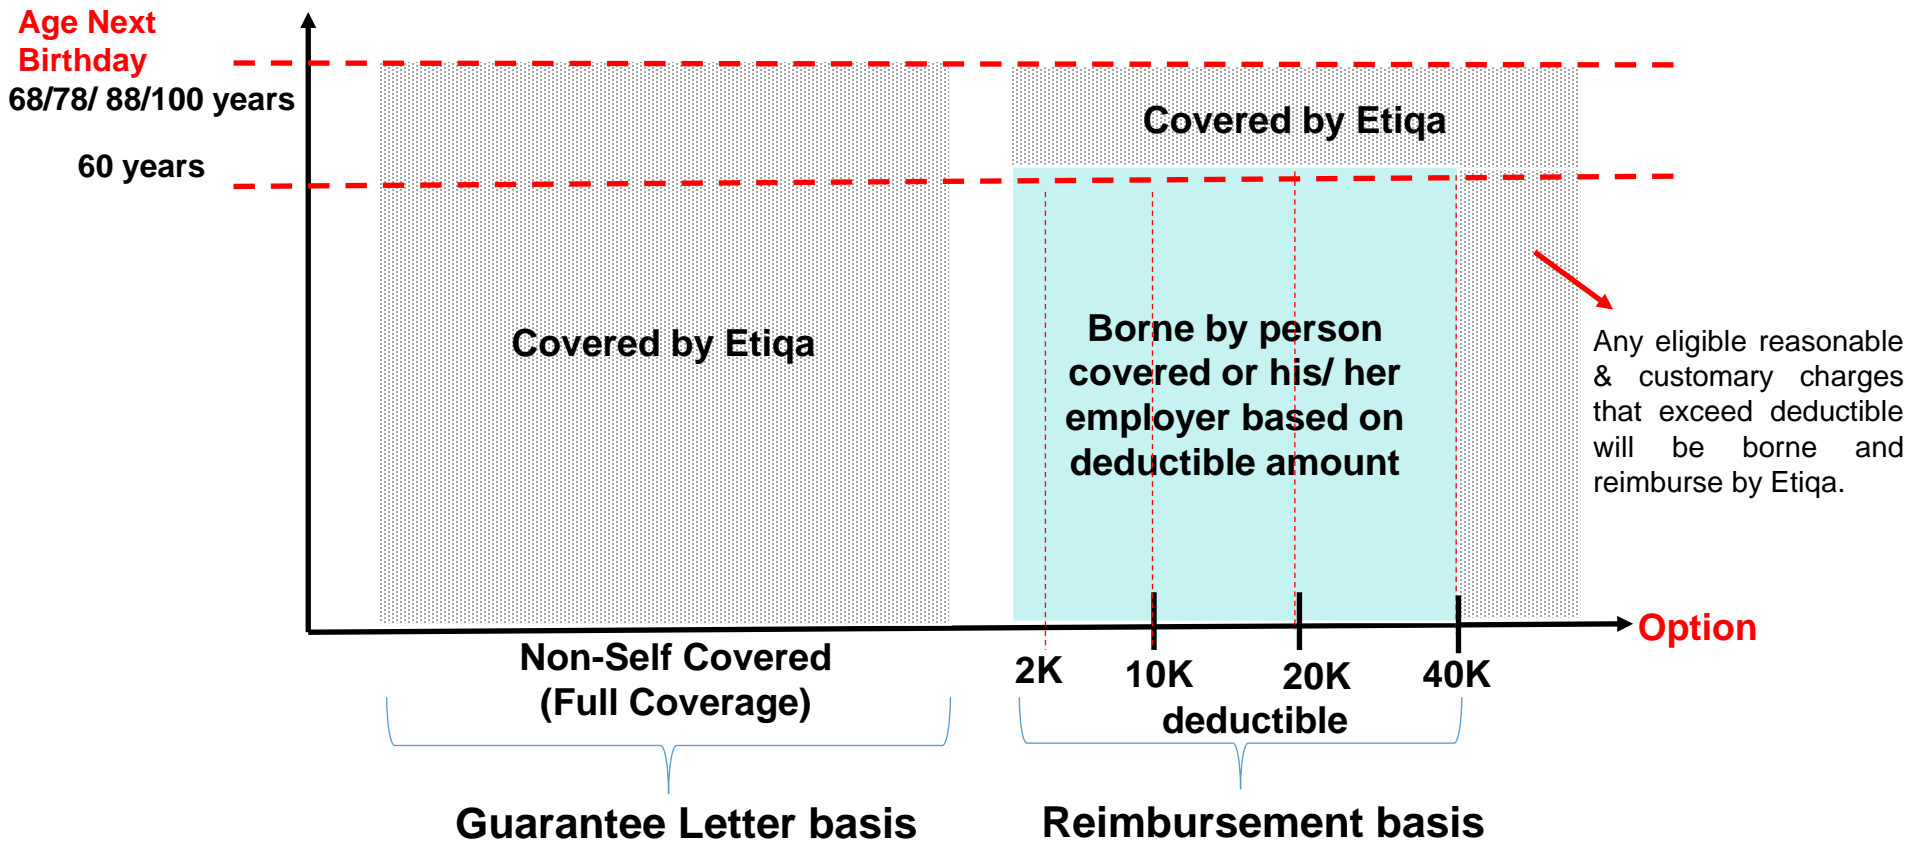 Age Next
Birthday
68/78/ 88/100 years
60 years
Covered by Etiqa
Covered by Etiqa
Borne by person
covered or his/ her
employer based on
deductible amount
Any eligible reasonable
& customary charges
that exceed deductible
will be borne and
reimburse by Etiqa.
Option
Non-Self Covered
(Full Coverage)
2K
10K
20K
40K
deductible
Guarantee Letter basis
Reimbursement basis